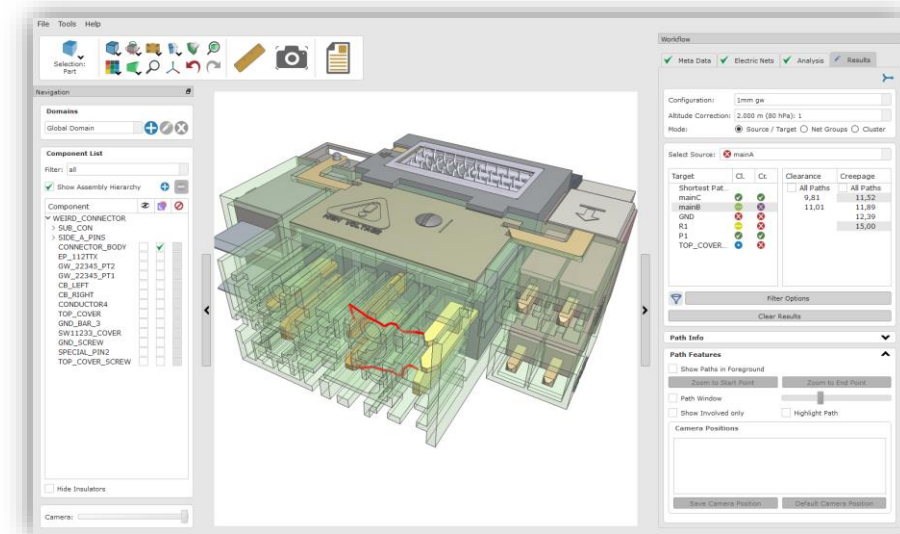 File Tools Help
Selection:
Part
Navigation
Domains
Global Domain
Component List
Filter: all
Show Assembly Hierarchy
Component
WEIRD_CONNECTOR
SUB_CON
SIDE_A_PINS
CONNECTOR_BODY
EP_112TTX
GW_22345_PT2
GW_22345_PT1
CB_LEFT
CB_RIGHT
CONDUCTOR4
TOP_COVER
GND_BAR_3
SW11233_COVER
GND_SCREW
SPECIAL_PIN2
TOP_COVER_SCREW
Hide Insulators
Camera:
Workflow
Meta Data Electric Nets Analysis Results
Configuration: 1mm gw
Altitude Correction: 2.000 m (80 hPa): 1
Mode: Source / Target Net Groups Cluster
Select Source: mainA
Target Cl. Cr. Clearance Creepage
Shortest Pat... All Paths All Paths
mainC 9,81 11,52
mainB 11,01 11,89
GND 12,39
R1 15,00
P1
TOP_COVER...
Filter Options
Clear Results
Path Info
Path Features
Show Paths in Foreground
Zoom to Start Point Zoom to End Point
Path Window
Show Involved only Highlight Path
Camera Positions
Save Camera Position Default Camera Position